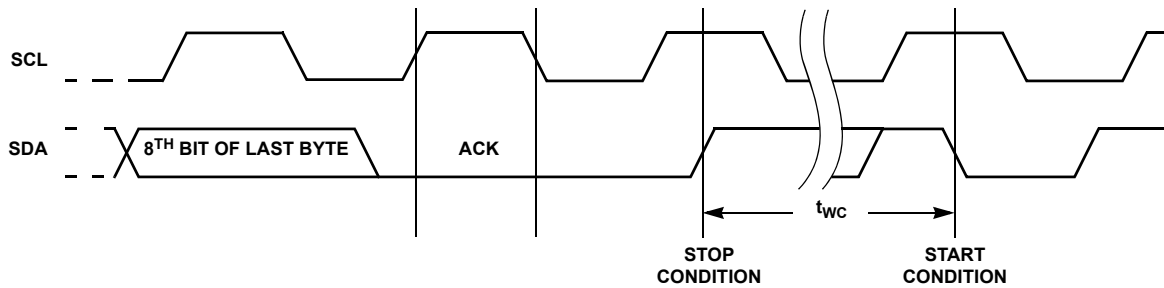 SCL
SDA
8TH BIT OF LAST BYTE
ACK
tWC
STOP
CONDITION
START
CONDITION